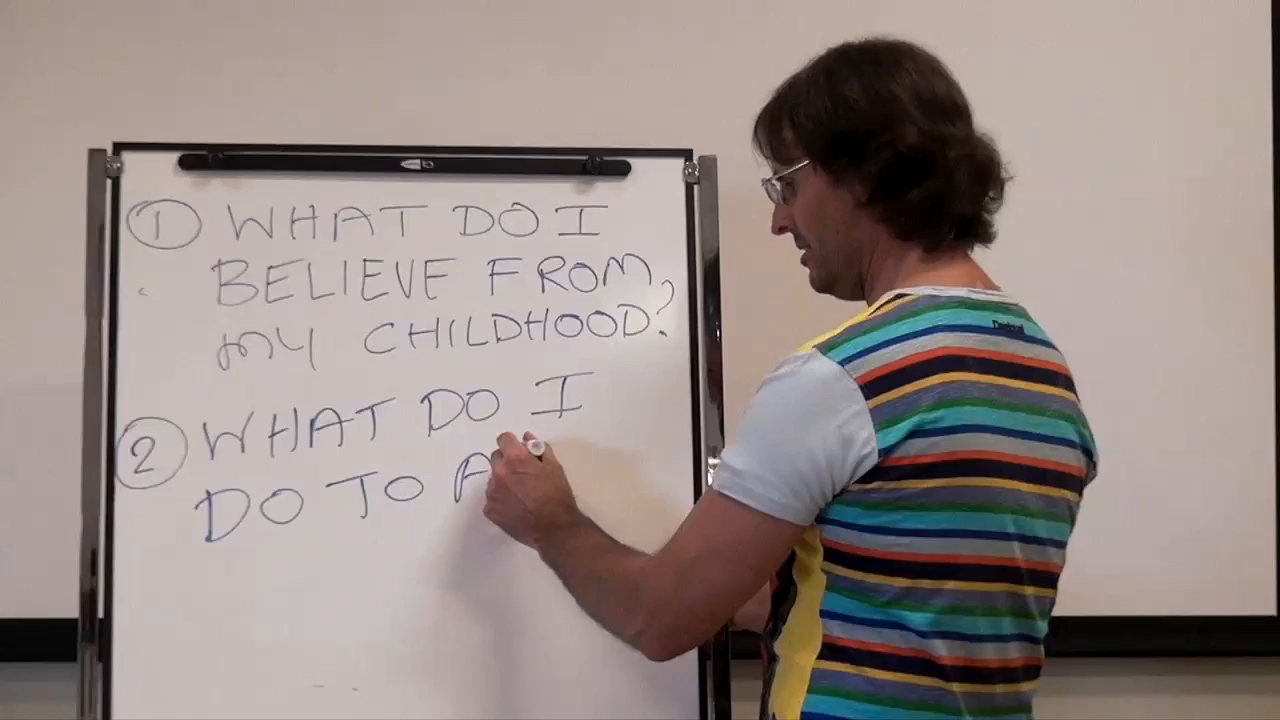 ① WHAT DO I
BELIEVE FROM
MY CHILDHOOD?
② WHAT DO I
DO TO A